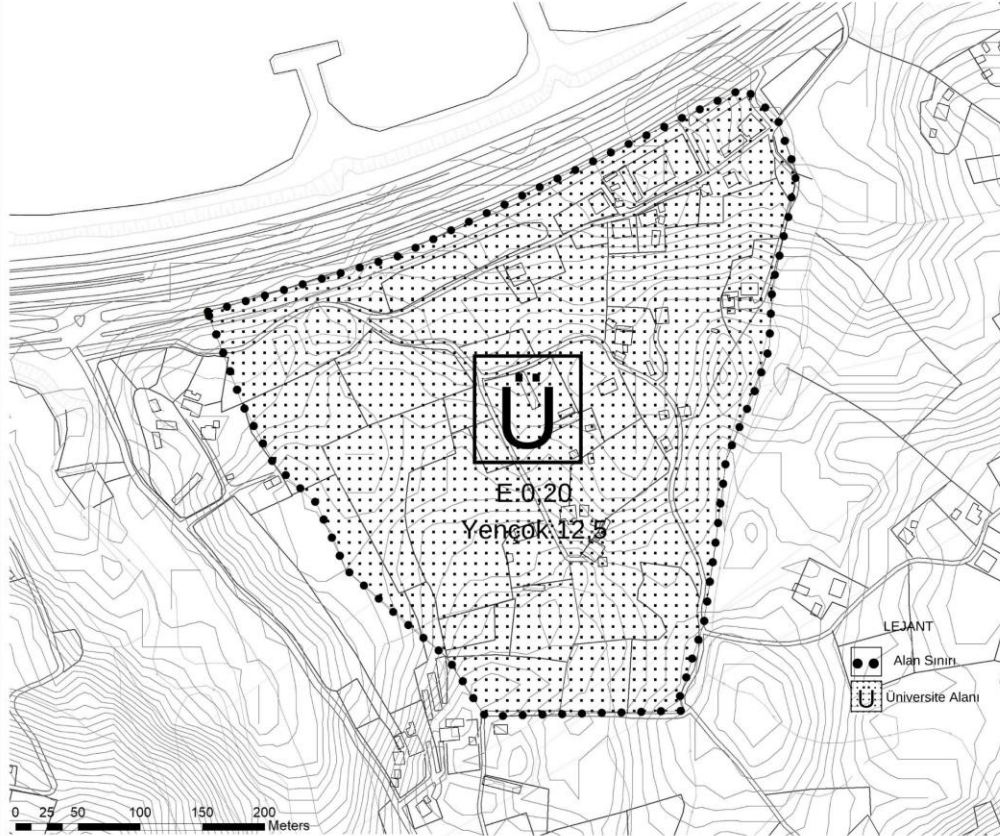 Ü
E:0,20
Yençok:12,5
LEJANT
Alan Sınırı
Ü Üniversite Alanı
0 25 50 100 150 200
Meters